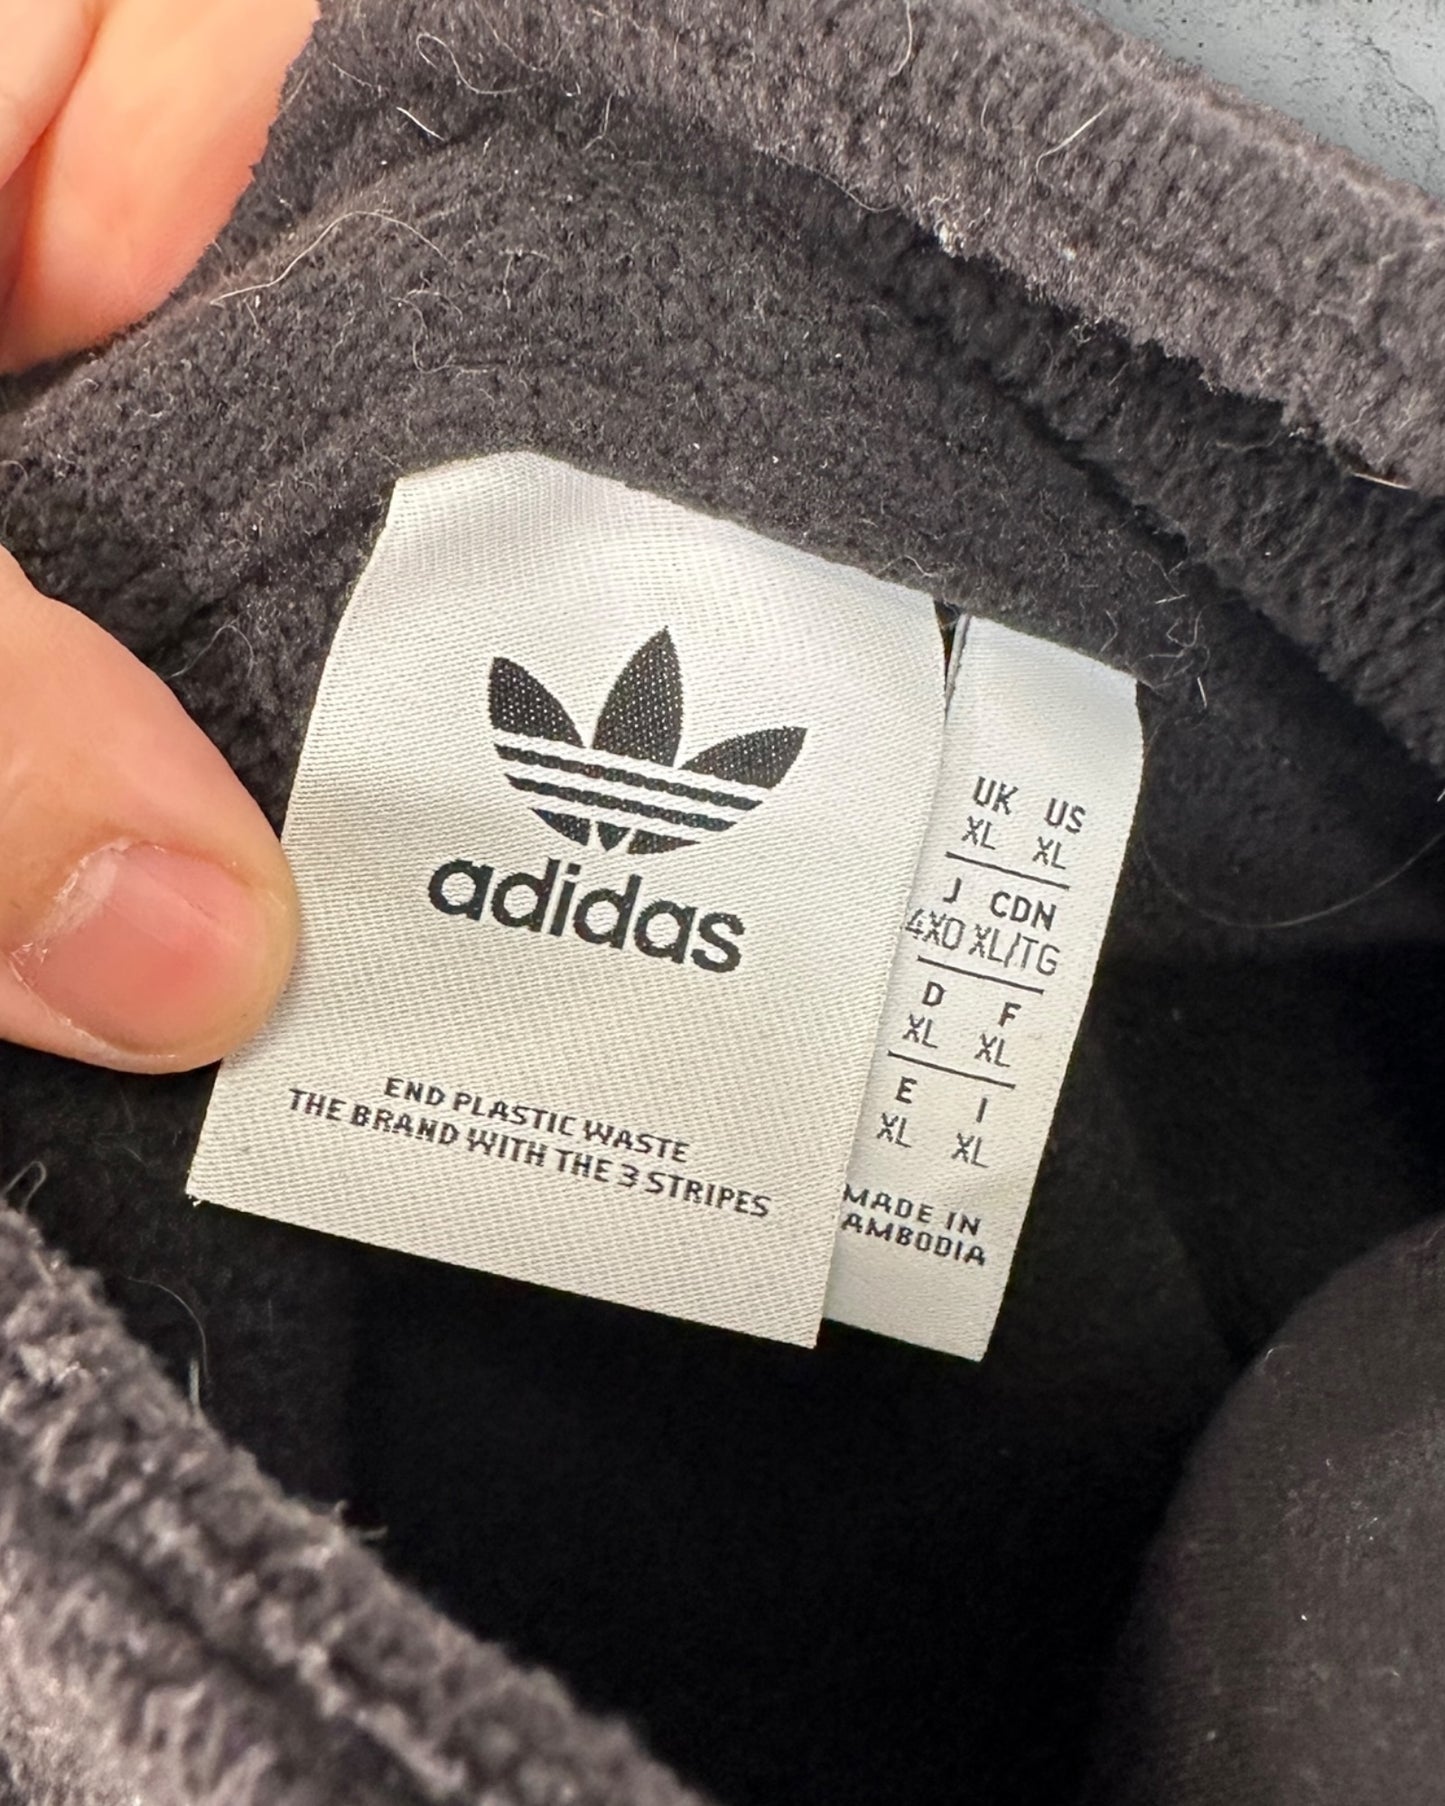 adidas
END PLASTIC WASTE
THE BRAND WITH THE 3 STRIPES
UK US
XL XL
J CDN
4XO XL/TG
D F
XL XL
E I
XL XL
MADE IN
AMBODIA